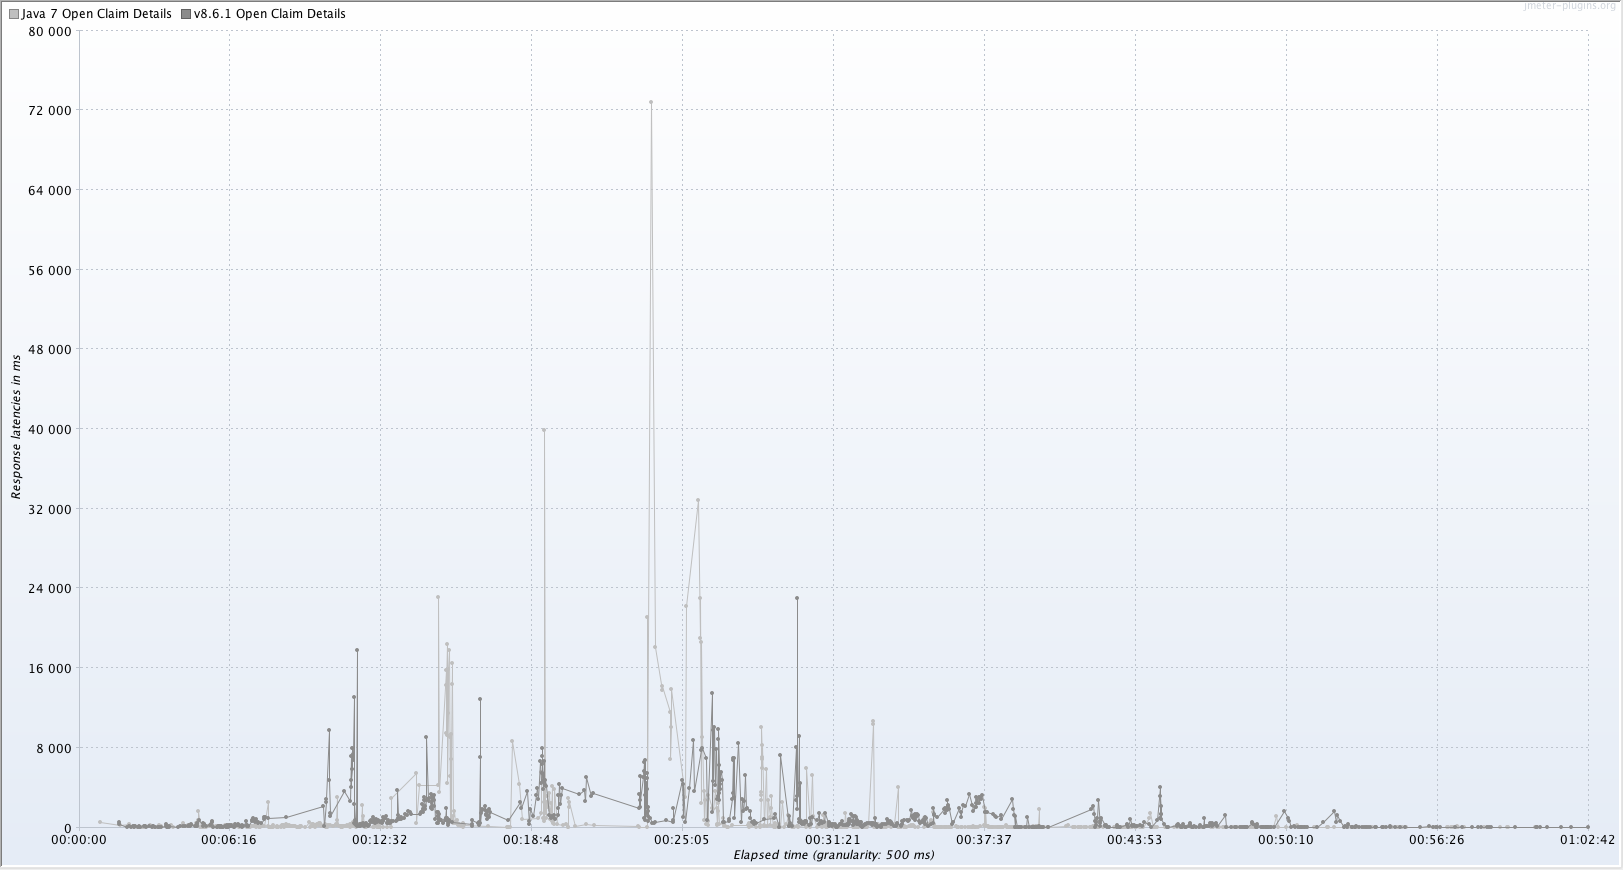 jmeter-plugins.org
Java 7 Open Claim Details v8.6.1 Open Claim Details
80 000
72 000
64 000
56 000
48 000
40 000
32 000
24 000
16 000
8 000
0
Response latencies in ms
00:00:00 00:06:16 00:12:32 00:18:48 00:25:05 00:31:21 00:37:37 00:43:53 00:50:10 00:56:26 01:02:42
Elapsed time (granularity: 500 ms)